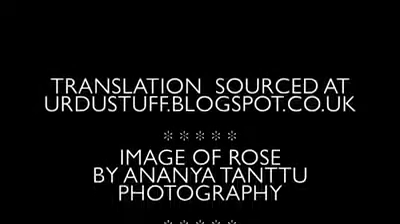 TRANSLATION SOURCED AT
URDUSTUFF.BLOGSPOT.CO.UK
*****
IMAGE OF ROSE
BY ANANYA TANTTU
PHOTOGRAPHY
*****